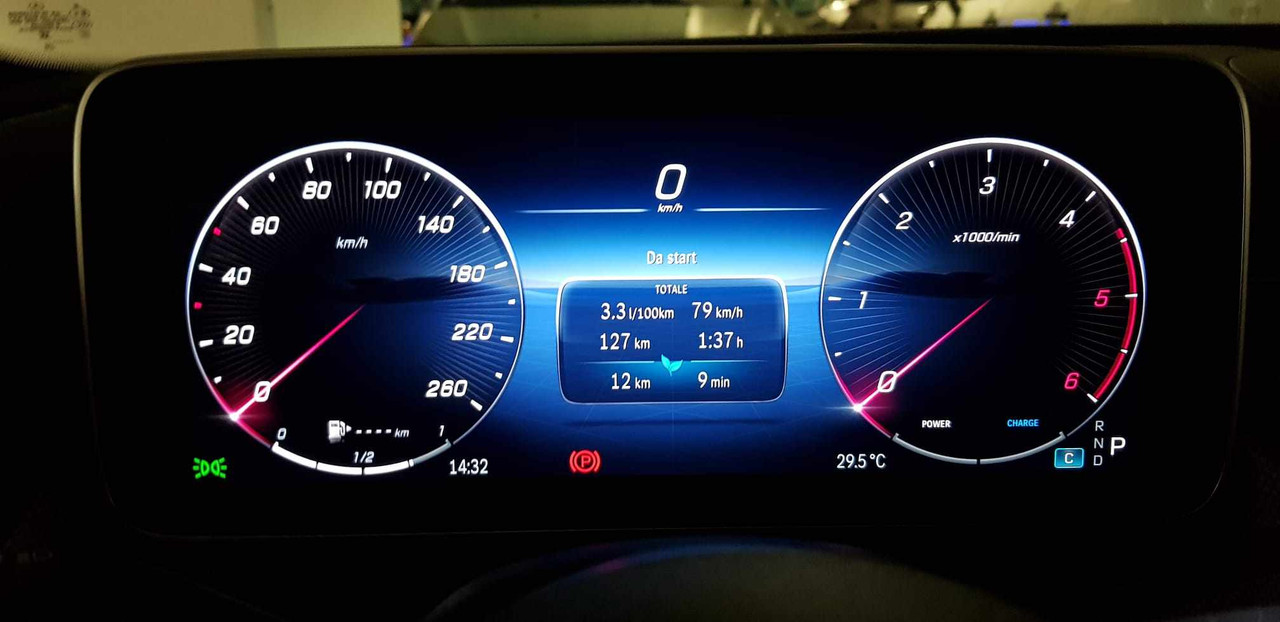 0
km/h
Da start
TOTALE
3.3 l/100km 79 km/h
127 km 1:37 h
12 km 9 min
0
20
40
60
80
100
140
180
220
260
km/h
0
1/2
1
---- km
14:32
P
29.5 °C
0
1
2
3
4
5
6
x1000/min
POWER
CHARGE
C
R
N
D
P